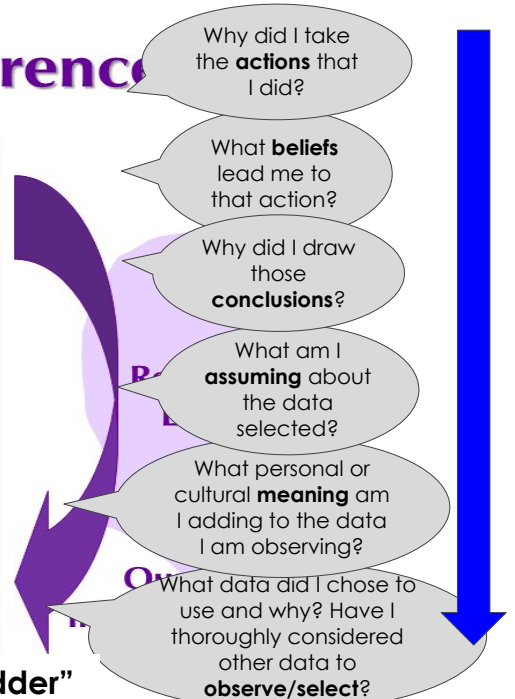 Why did I take
the actions that
I did?
What beliefs
lead me to
that action?
Why did I draw
those
conclusions?
What am I
assuming about
the data
selected?
What personal or
cultural meaning am
I adding to the data
I am observing?
What data did I chose to
use and why? Have I
thoroughly considered
other data to
observe/select?